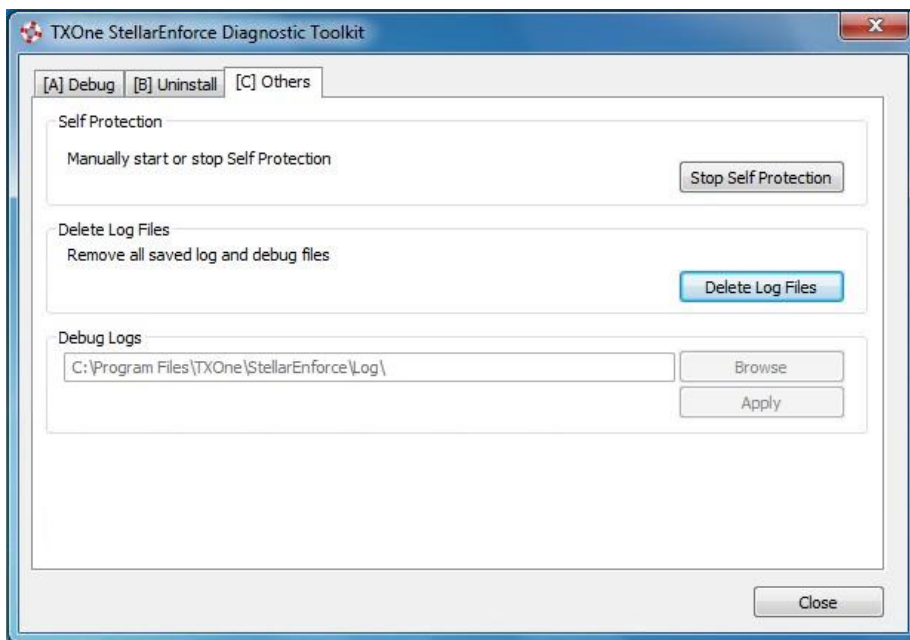 TXOne StellarEnforce Diagnostic Toolkit
[A] Debug [B] Uninstall [C] Others
Self Protection
Manually start or stop Self Protection
Stop Self Protection
Delete Log Files
Remove all saved log and debug files
Delete Log Files
Debug Logs
C:\Program Files\TXOne\StellarEnforce\Log\
Browse
Apply
Close